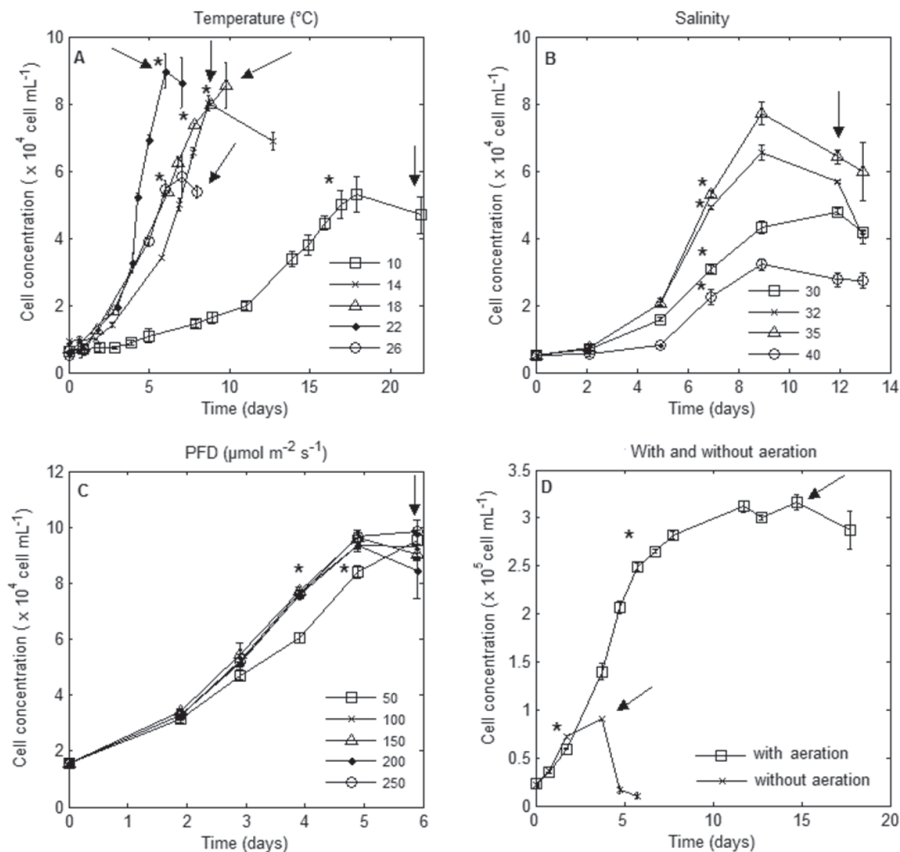 Temperature (°C)
A
Cell concentration ( x 10⁴ cell mL⁻¹)
10
8
6
4
2
0
0 5 10 15 20
Time (days)
* * * * *
10
14
18
22
26
Salinity
B
Cell concentration ( x 10⁴ cell mL⁻¹)
10
8
6
4
2
0
0 2 4 6 8 10 12 14
Time (days)
* * * *
30
32
35
40
PFD (µmol m⁻² s⁻¹)
C
Cell concentration ( x 10⁴ cell mL⁻¹)
12
10
8
6
4
2
0
0 1 2 3 4 5 6
Time (days)
* *
50
100
150
200
250
With and without aeration
D
Cell concentration ( x 10⁵ cell mL⁻¹)
3.5
3
2.5
2
1.5
1
0.5
0
0 5 10 15 20
Time (days)
* *
with aeration
without aeration